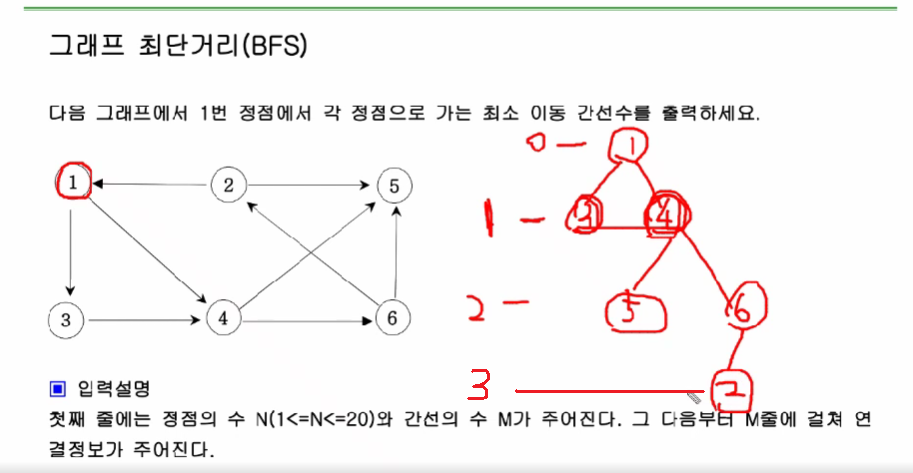 그래프 최단거리(BFS)
다음 그래프에서 1번 정점에서 각 정점으로 가는 최소 이동 간선수를 출력하세요.
1 2 5
3 4 6
0 - 1
1 - 3 4
2 - 5 6
3 2
▣ 입력설명
첫째 줄에는 정점의 수 N(1<=N<=20)와 간선의 수 M가 주어진다. 그 다음부터 M줄에 걸쳐 연
결정보가 주어진다.